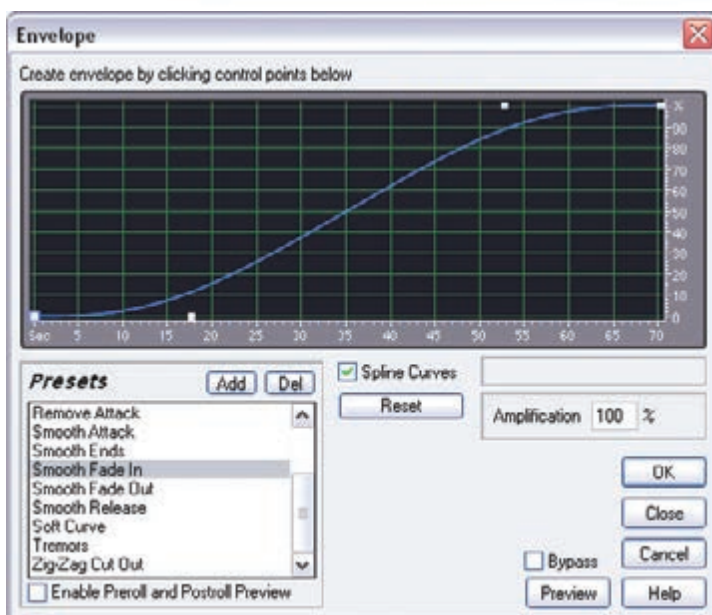 Envelope
Create envelope by clicking control points below
%
90
80
70
60
50
40
30
20
10
0
Sec 5 10 15 20 25 30 35 40 45 50 55 60 65 70
Presets Add Del
Remove Attack
Smooth Attack
Smooth Ends
Smooth Fade In
Smooth Fade Out
Smooth Release
Soft Curve
Tremors
Zig-Zag Cut Out
Enable Preroll and Postroll Preview
Spline Curves
Reset
Amplification 100 %
OK
Close
Bypass Cancel
Preview Help